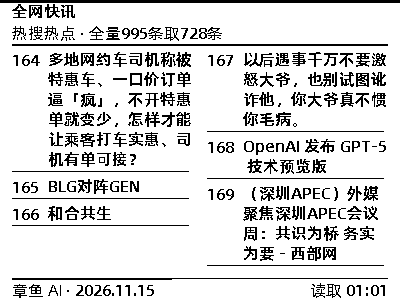 全网快讯
热搜热点 · 全量995条取728条
164 多地网约车司机称被
特惠车、一口价订单
逼「疯」，不开特惠
单就变少，怎样才能
让乘客打车实惠、司
机有单可接？
165 BLG对阵GEN
166 和合共生
167 以后遇事千万不要激
怒大爷，也别试图讹
诈他，你大爷真不惯
你毛病。
168 OpenAI 发布 GPT-5
技术预览版
169 （深圳APEC）外媒
聚焦深圳APEC会议
周：共识为桥 务实
为要 - 西部网
章鱼 AI · 2026.11.15
读取 01:01